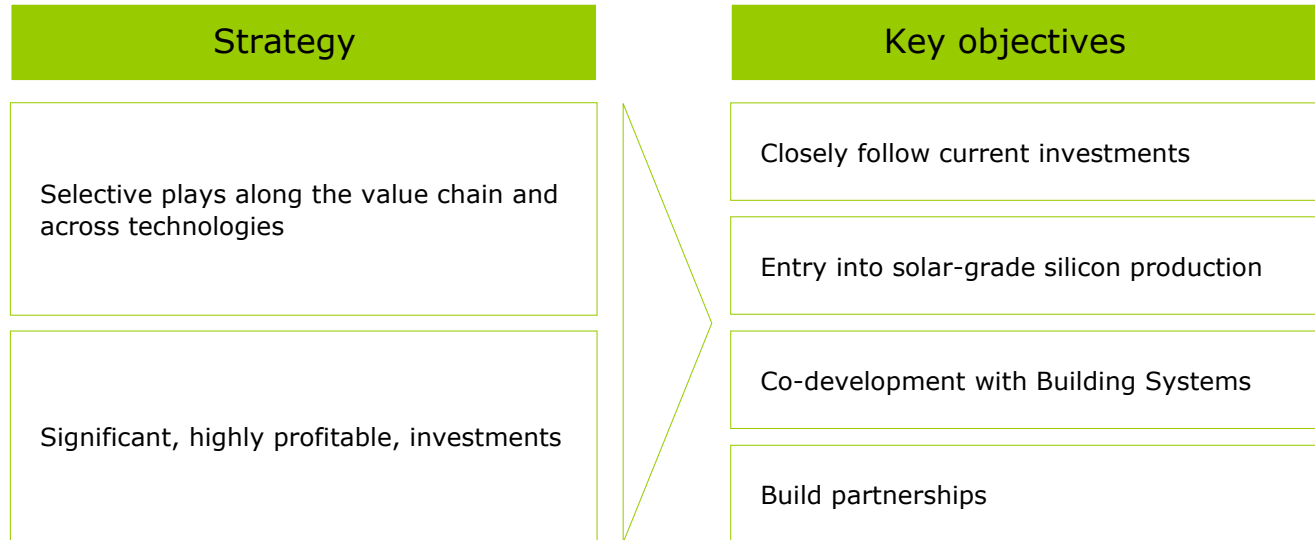 Strategy
Selective plays along the value chain and
across technologies
Significant, highly profitable, investments
Key objectives
Closely follow current investments
Entry into solar-grade silicon production
Co-development with Building Systems
Build partnerships